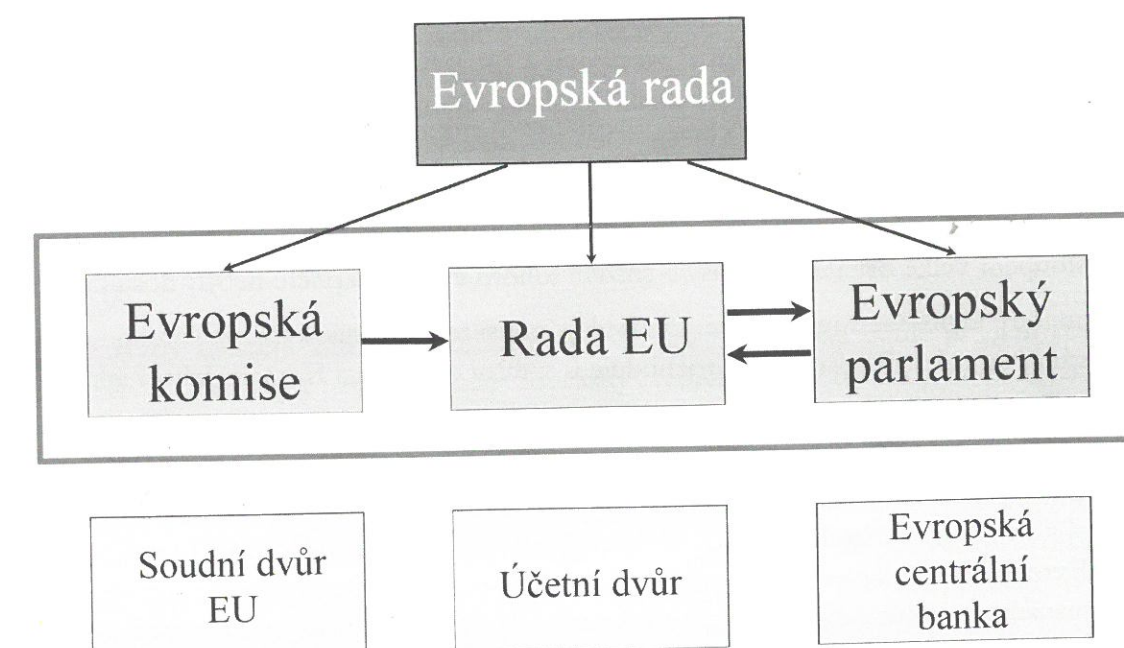 Evropská rada
Evropská
komise
Rada EU
Evropský
parlament
Soudní dvůr
EU
Účetní dvůr
Evropská
centrální
banka